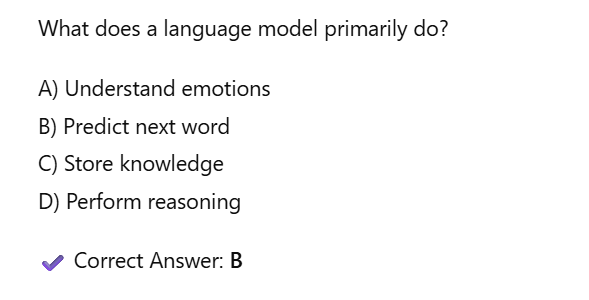 What does a language model primarily do?
A) Understand emotions
B) Predict next word
C) Store knowledge
D) Perform reasoning
✔ Correct Answer: B